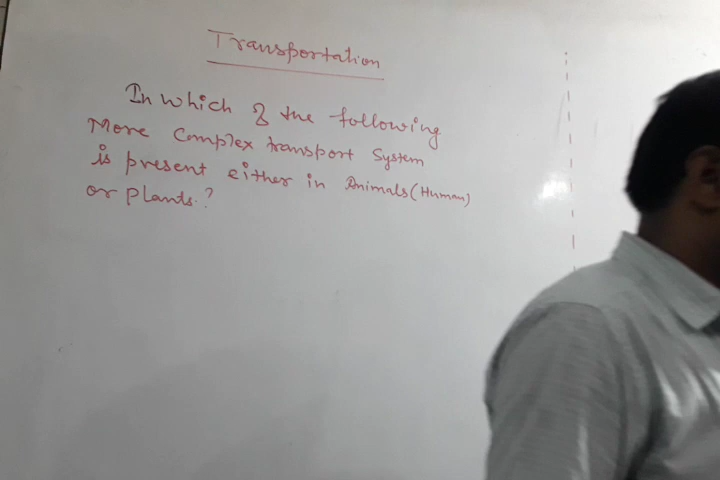 Transportation
In which of the following
More Complex transport System
is present either in Animals (Human)
or plants.?